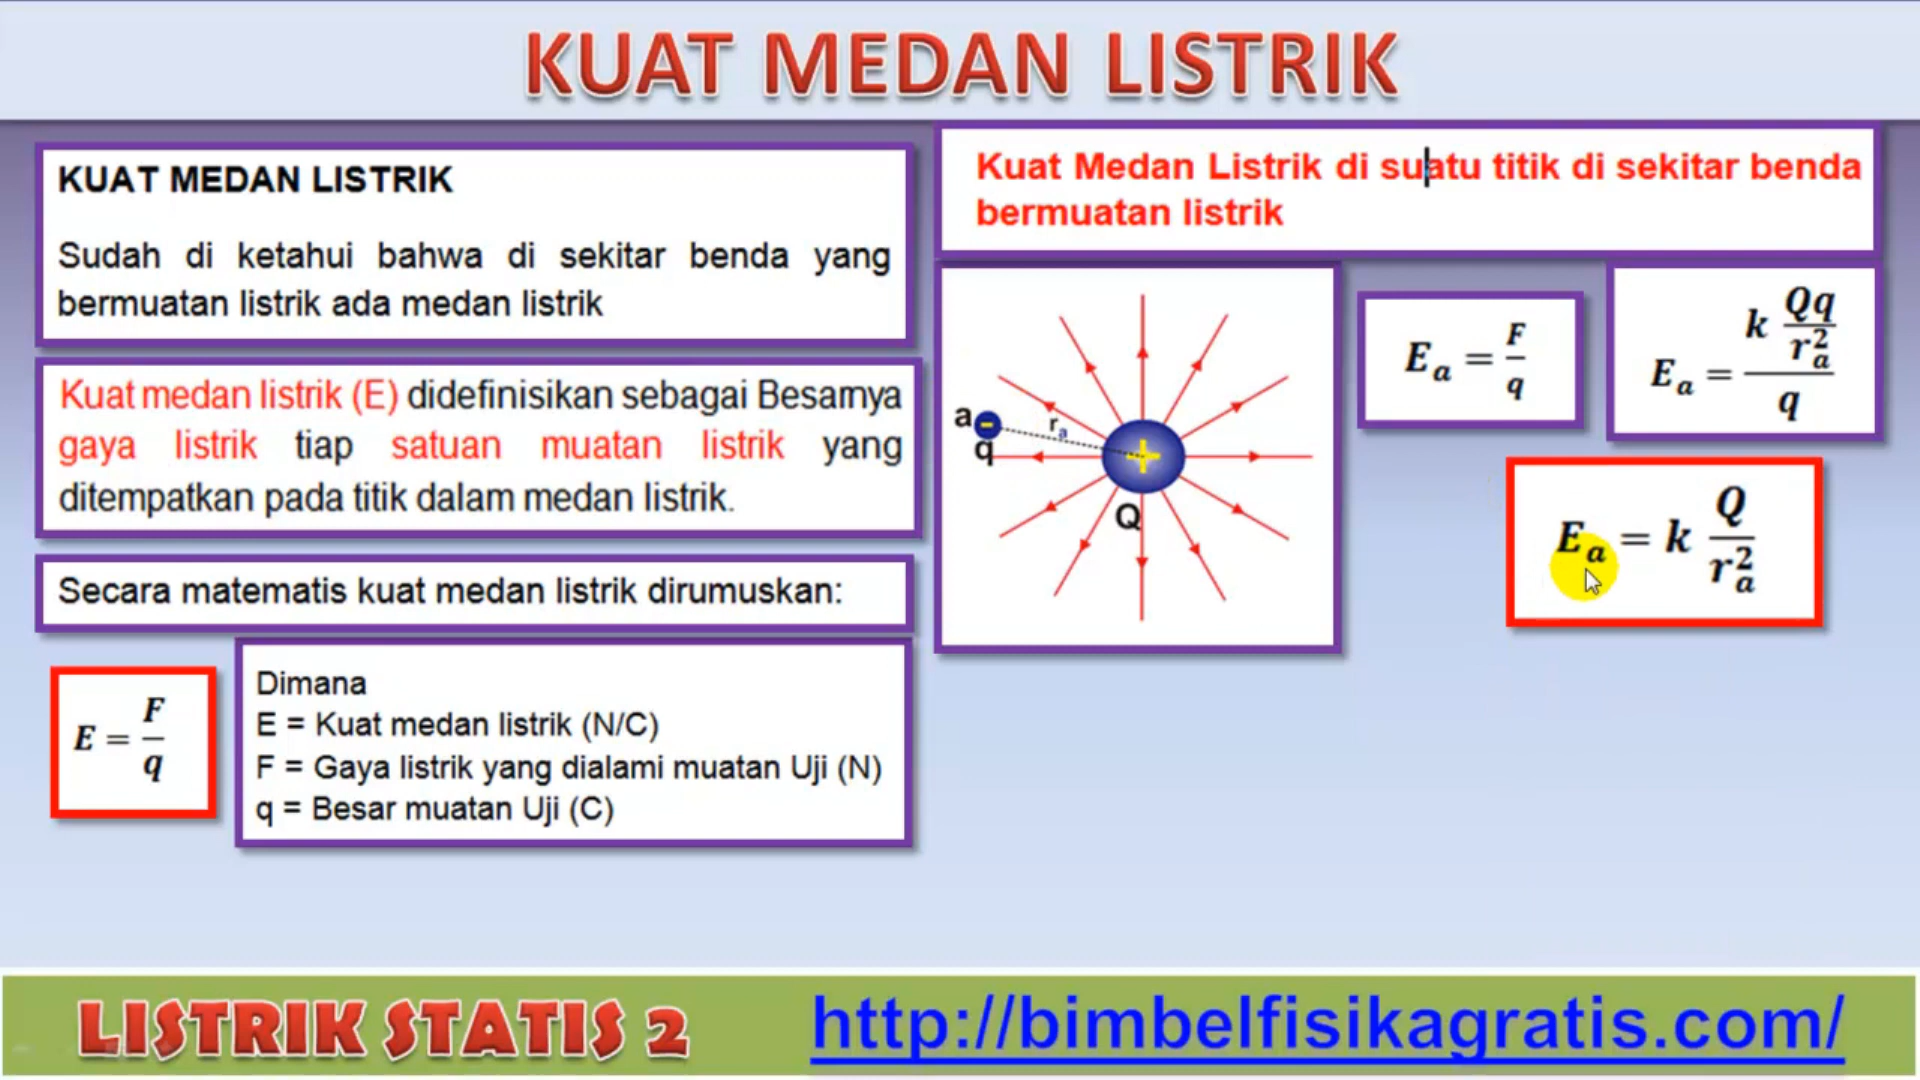 KUAT MEDAN LISTRIK
KUAT MEDAN LISTRIK
Sudah di ketahui bahwa di sekitar benda yang
bermuatan listrik ada medan listrik
Kuat medan listrik (E) didefinisikan sebagai Besarnya
gaya listrik tiap satuan muatan listrik yang
ditempatkan pada titik dalam medan listrik.
Secara matematis kuat medan listrik dirumuskan:
E = F/q
Dimana
E = Kuat medan listrik (N/C)
F = Gaya listrik yang dialami muatan Uji (N)
q = Besar muatan Uji (C)
Kuat Medan Listrik di suatu titik di sekitar benda
bermuatan listrik
a - rₐ +
q
Q
Eₐ = F/q
Eₐ = (k Qq/rₐ²)/q
Eₐ = k Q/rₐ²
LISTRIK STATIS 2
http://bimbelfisikagratis.com/